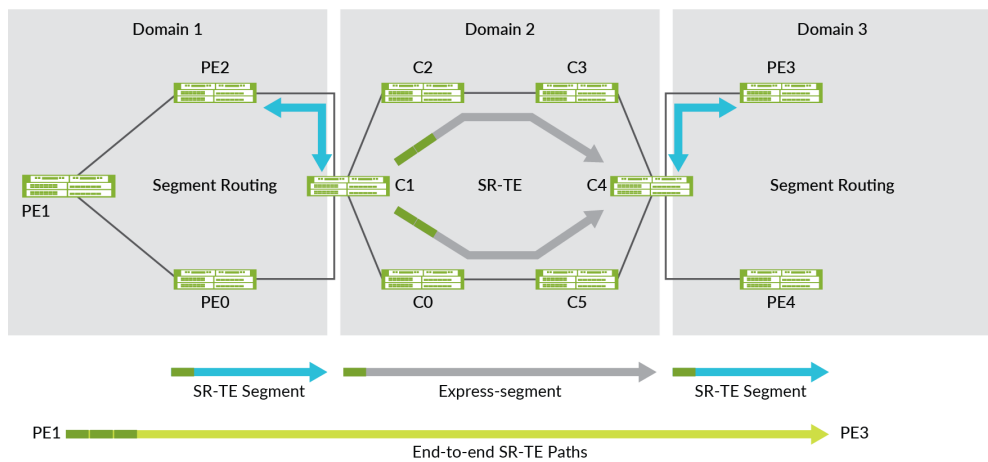 Domain 1
Domain 2
Domain 3
PE2
C2
C3
PE3
Segment Routing
C1
SR-TE
C4
Segment Routing
PE1
PE0
C0
C5
PE4
SR-TE Segment
Express-segment
SR-TE Segment
PE1
PE3
End-to-end SR-TE Paths